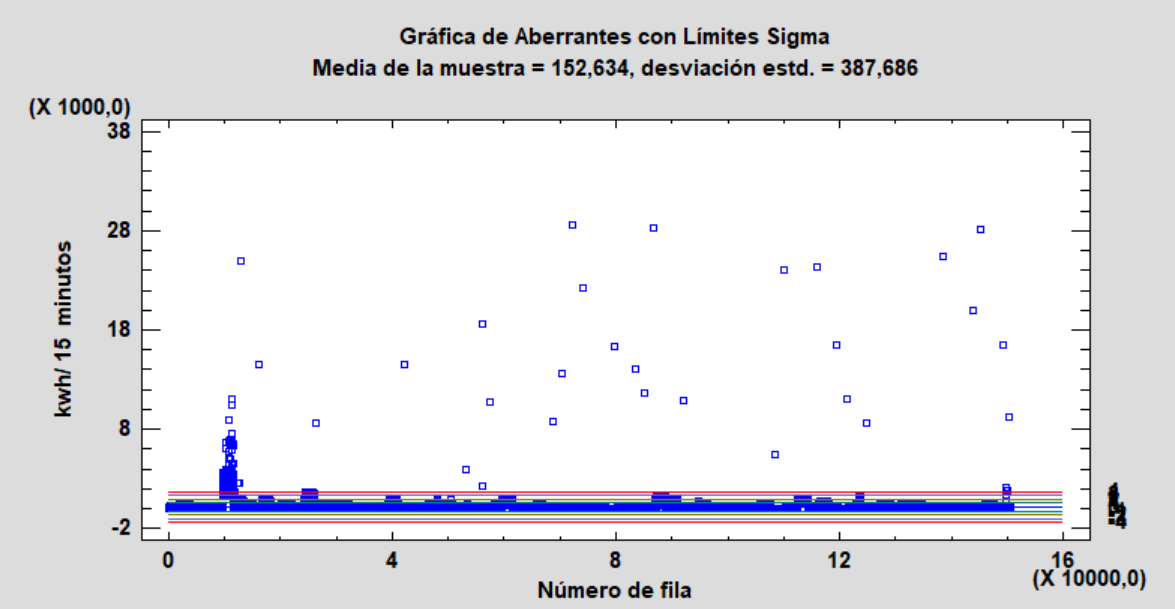 Gráfica de Aberrantes con Límites Sigma
Media de la muestra = 152,634, desviación estd. = 387,686
(X 1000,0)
38
28
18
8
-2
kwh/ 15 minutos
-4
0
4
8
12
16
(X 10000,0)
Número de fila